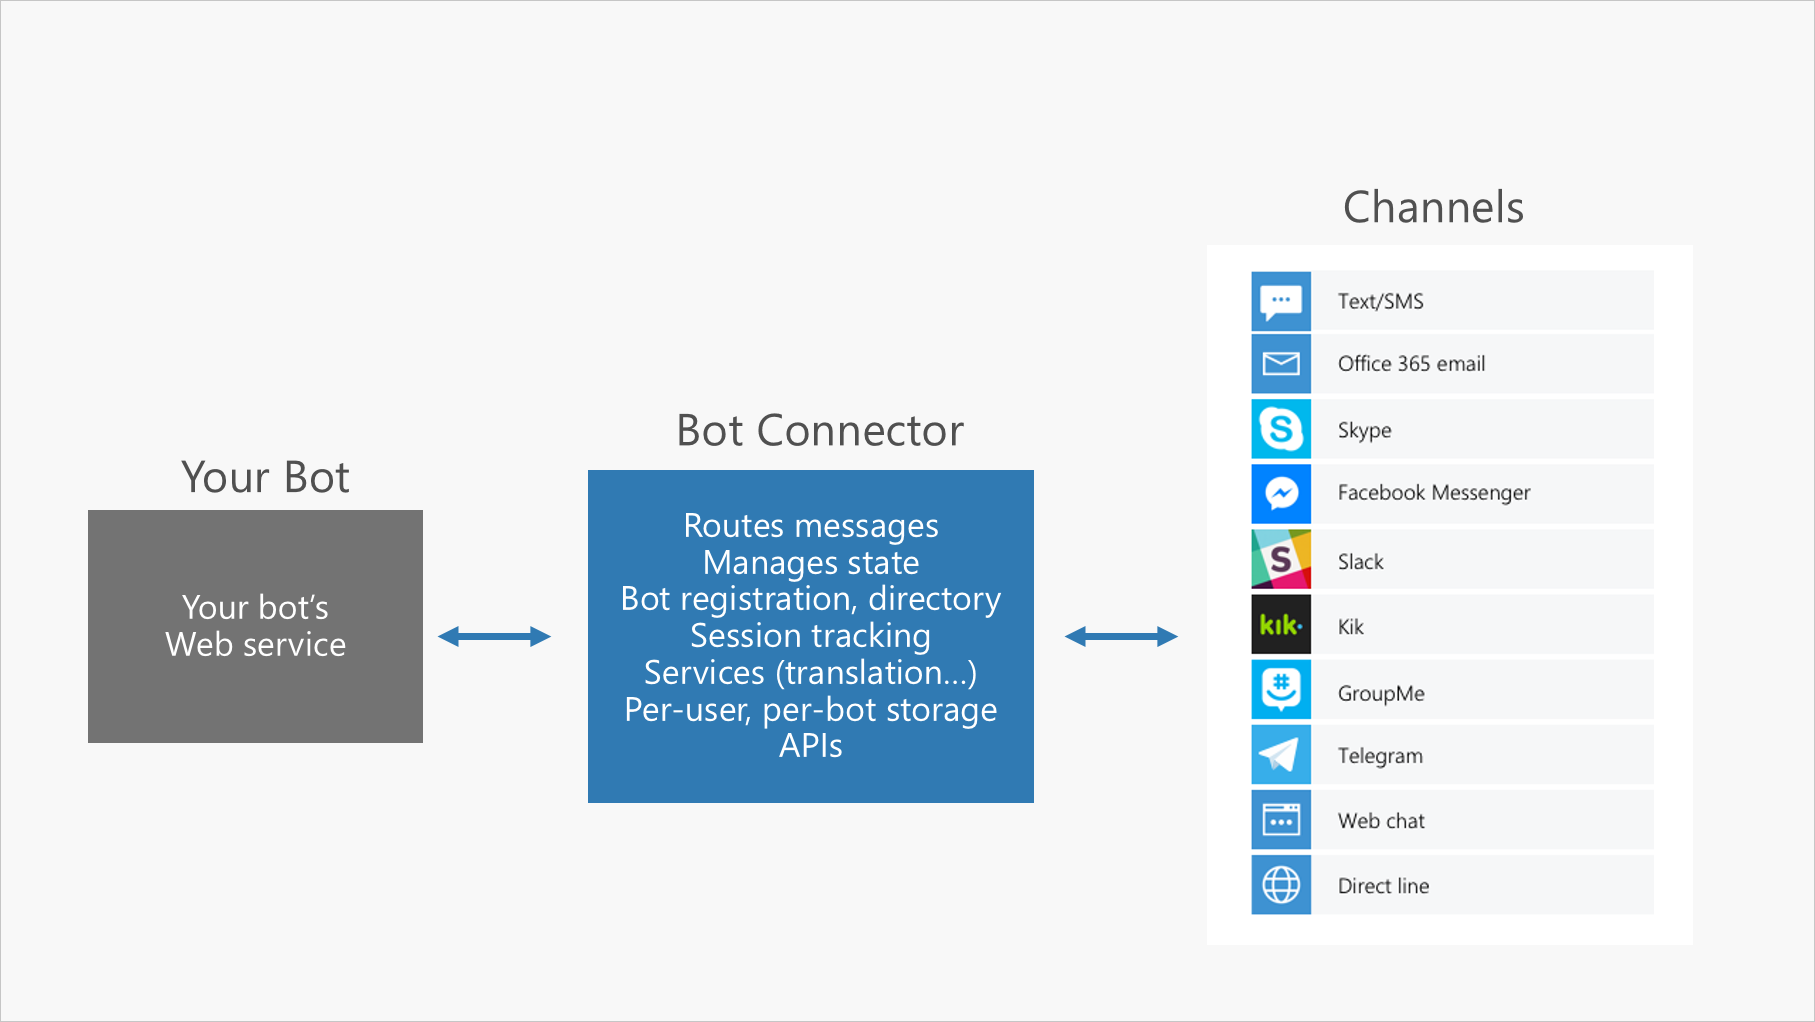 Channels
Text/SMS
Office 365 email
S
Skype
Facebook Messenger
S
Slack
kik.
Kik
#
GroupMe
Telegram
Web chat
Direct line
Bot Connector
Routes messages
Manages state
Bot registration, directory
Session tracking
Services (translation...)
Per-user, per-bot storage
APIs
Your Bot
Your bot’s
Web service